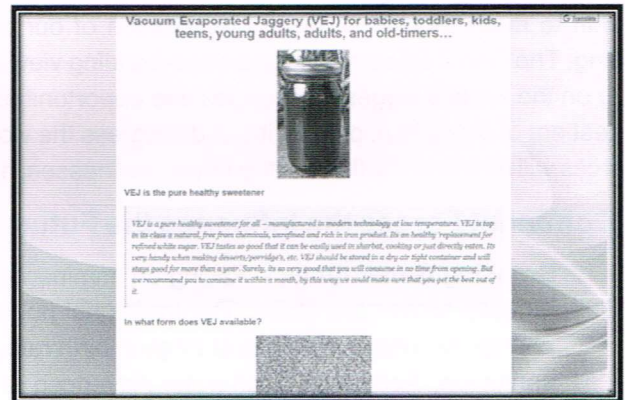 Vacuum Evaporated Jaggery (VEJ) for babies, toddlers, kids,
teens, young adults, adults, and old-timers...
G Translate
VEJ is the pure healthy sweetener
VEJ is a pure healthy sweetener for all – manufactured in modern technology at low temperature. VEJ is top
in its class a natural, free from chemicals, unrefined and rich in iron product. Its an healthy replacement for
refined white sugar. VEJ tastes so good that it can be easily used in sherbat, cooking or just directly eaten. Its
very handy when making desserts/porridge's, etc. VEJ should be stored in a dry air tight container and will
stays good for more than a year. Surely, its so very good that you will consume in no time from opening. But
we recommend you to consume it within a month, by this way we could make sure that you get the best out of
it.
In what form does VEJ available?